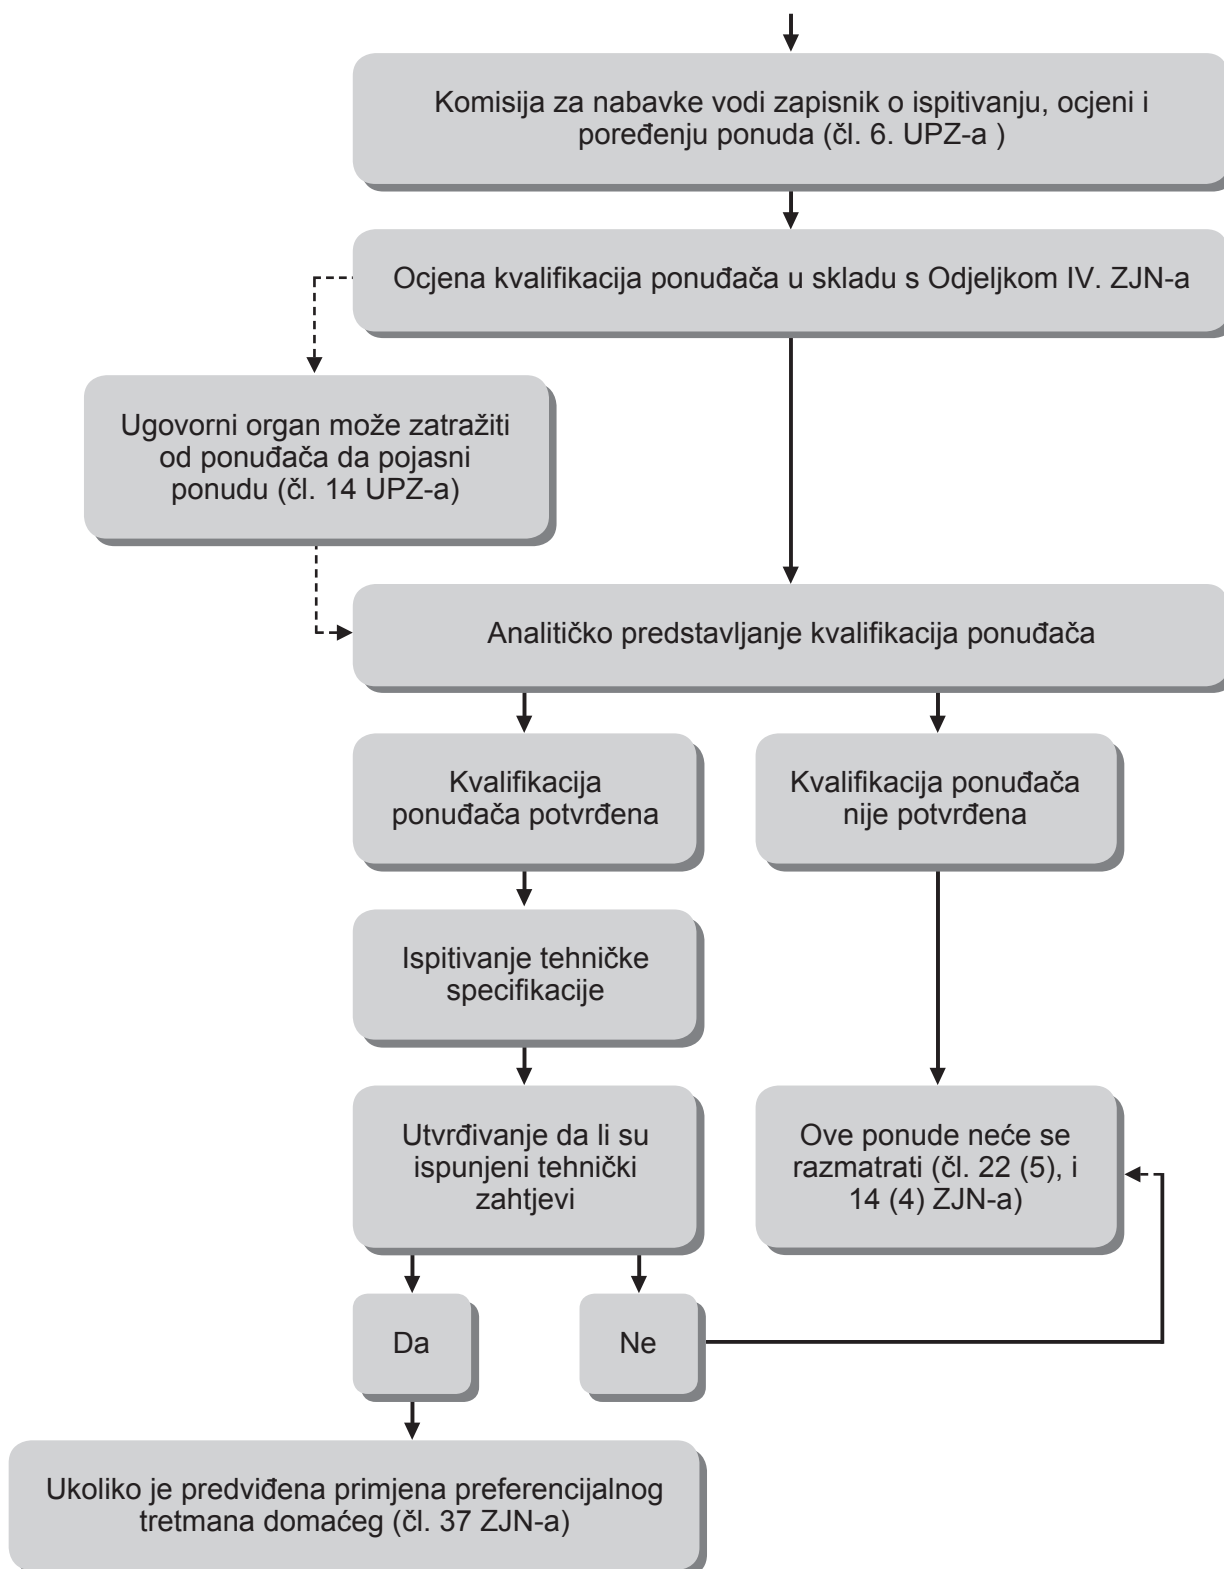 Komisija za nabavke vodi zapisnik o ispitivanju, ocjeni i
poređenju ponuda (čl. 6. UPZ-a )
Ocjena kvalifikacija ponuđača u skladu s Odjeljkom IV. ZJN-a
Ugovorni organ može zatražiti
od ponuđača da pojasni
ponudu (čl. 14 UPZ-a)
Analitičko predstavljanje kvalifikacija ponuđača
Kvalifikacija
ponuđača potvrđena
Kvalifikacija ponuđača
nije potvrđena
Ispitivanje tehničke
specifikacije
Utvrđivanje da li su
ispunjeni tehnički
zahtjevi
Ove ponude neće se
razmatrati (čl. 22 (5), i
14 (4) ZJN-a)
Da
Ne
Ukoliko je predviđena primjena preferencijalnog
tretmana domaćeg (čl. 37 ZJN-a)